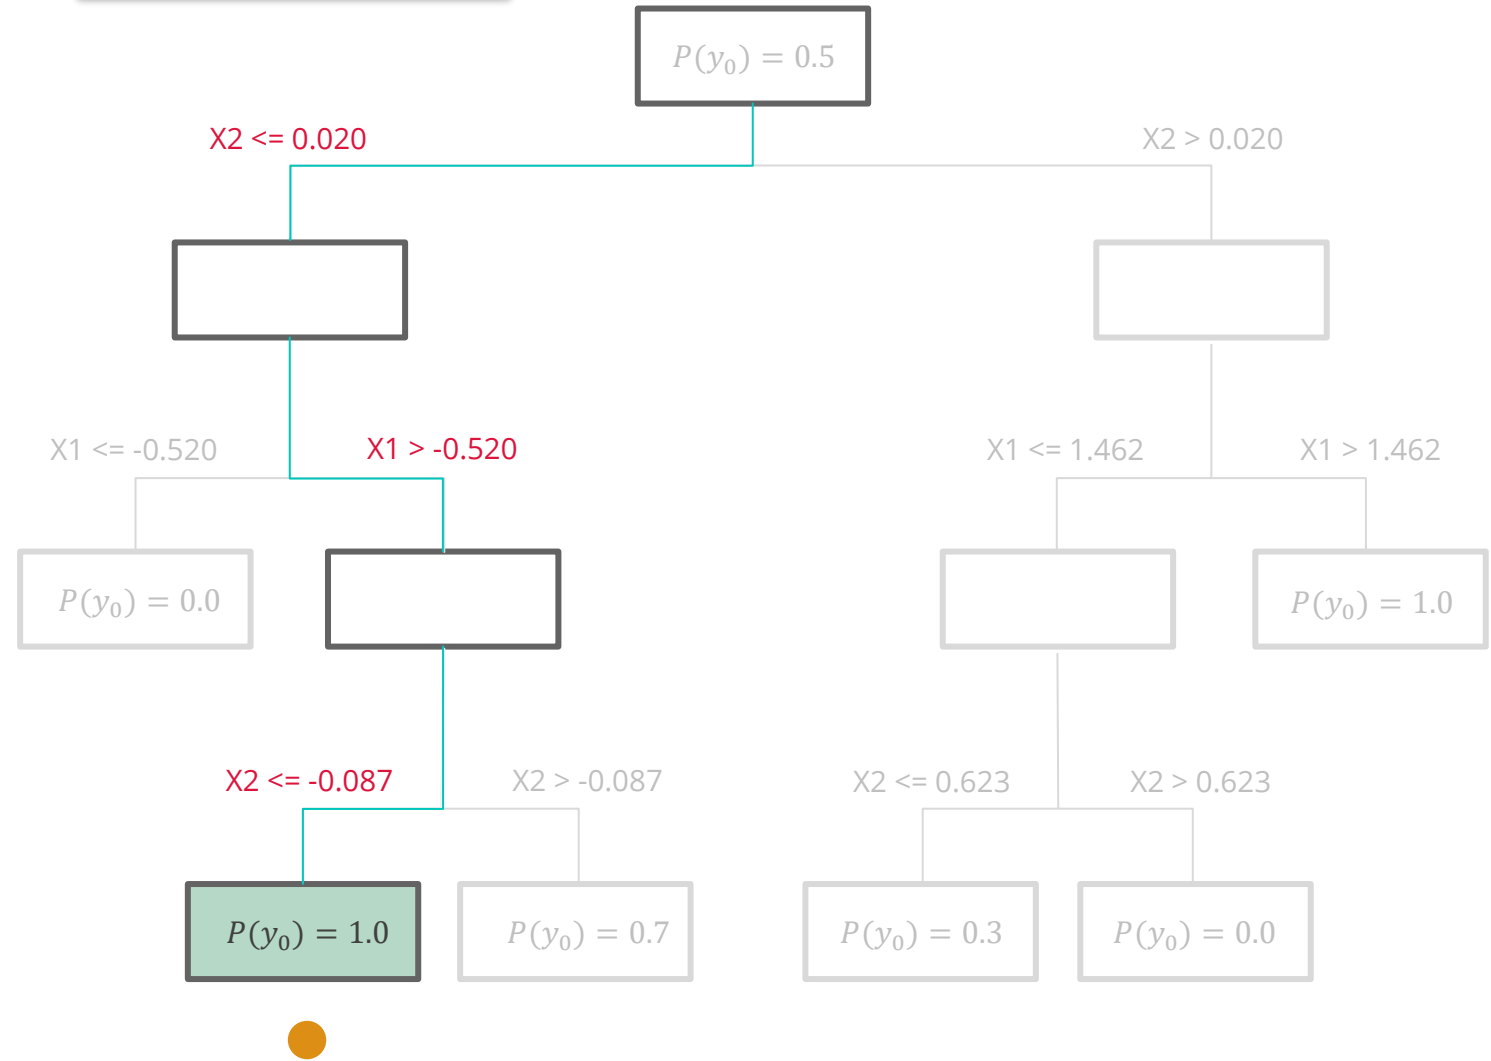 P(y₀) = 0.5
X2 <= 0.020
X2 > 0.020
X1 <= -0.520
X1 > -0.520
X1 <= 1.462
X1 > 1.462
P(y₀) = 0.0
P(y₀) = 1.0
X2 <= -0.087
X2 > -0.087
X2 <= 0.623
X2 > 0.623
P(y₀) = 1.0
P(y₀) = 0.7
P(y₀) = 0.3
P(y₀) = 0.0